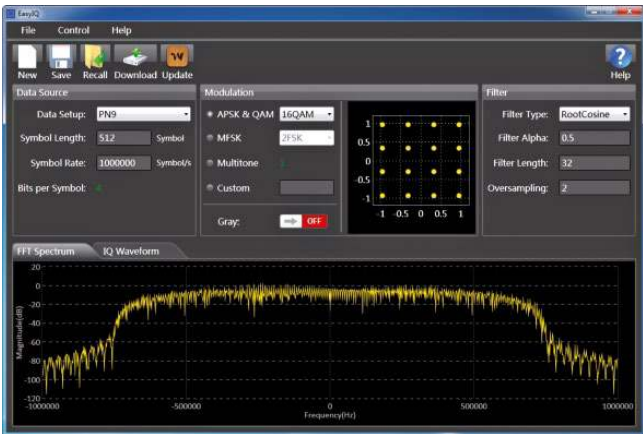 EasyIQ
File Control Help
New Save Recall Download Update Help
Data Source
Data Setup: PN9
Symbol Length: 512 Symbol
Symbol Rate: 1000000 Symbol/s
Bits per Symbol: 4
Modulation
APSK & QAM 16QAM
MFSK 2FSK
Multitone
Custom
Gray: OFF
1
0.5
0
-0.5
-1
-1 -0.5 0 0.5 1
Filter
Filter Type: RootCosine
Filter Alpha: 0.5
Filter Length: 32
Oversampling: 2
FFT Spectrum IQ Waveform
Magnitude(dB)
20
0
-20
-40
-60
-80
-100
-120
-1000000 -500000 0 500000 1000000
Frequency(Hz)